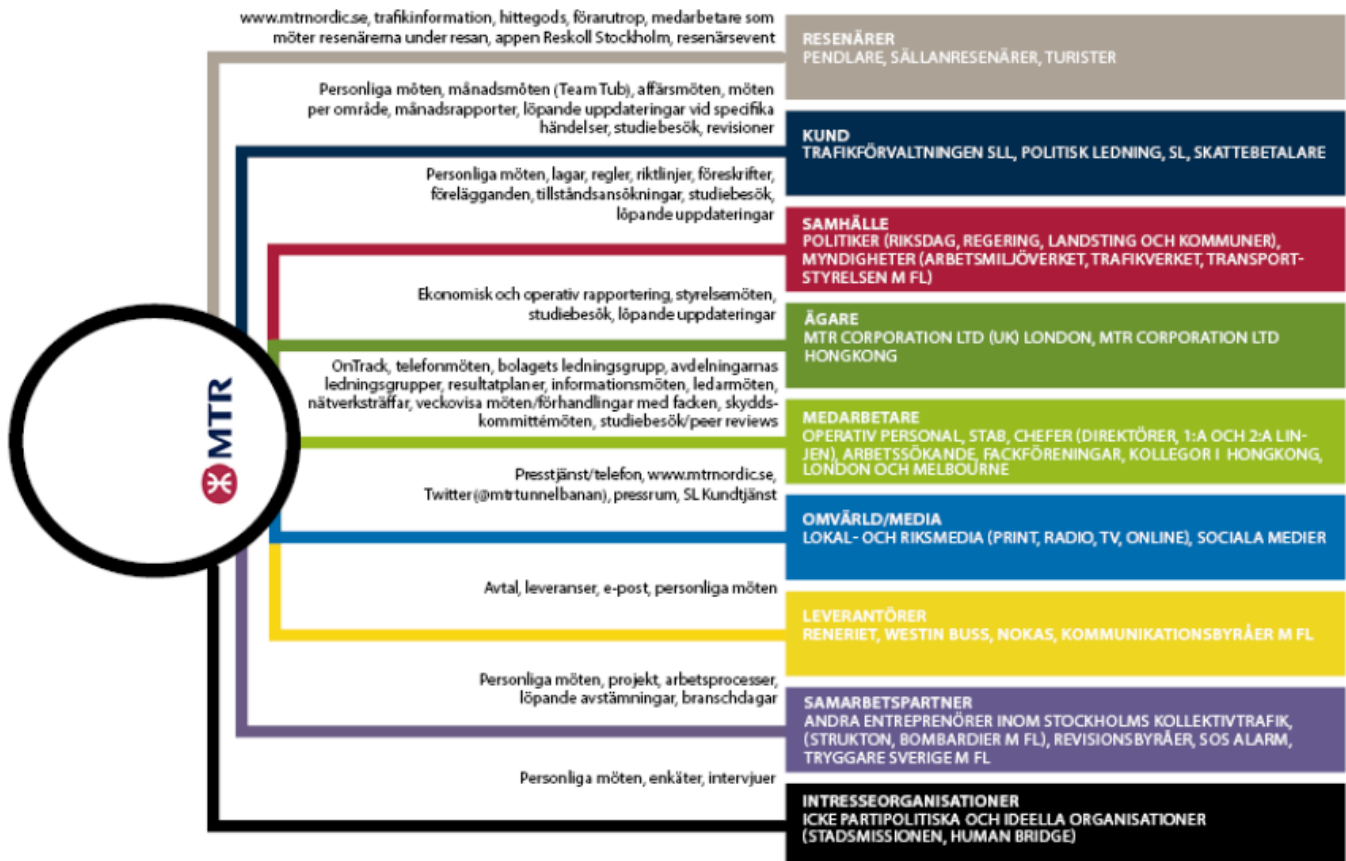 www.mtrnordic.se, trafikinformation, hittegods, förarutrop, medarbetare som
möter resenärerna under resan, appen Reskoll Stockholm, resenärsevent
RESENÄRER
PENDLARE, SÄLLANRESENÄRER, TURISTER
Personliga möten, månadsmöten (Team Tub), affärsmöten, möten
per område, månadsrapporter, löpande uppdateringar vid specifika
händelser, studiebesök, revisioner
KUND
TRAFIKFÖRVALTNINGEN SLL, POLITISK LEDNING, SL, SKATTEBETALARE
Personliga möten, lagar, regler, riktlinjer, föreskrifter,
förelägganden, tillståndsansökningar, studiebesök,
löpande uppdateringar
SAMHÄLLE
POLITIKER (RIKSDAG, REGERING, LANDSTING OCH KOMMUNER),
MYNDIGHETER (ARBETSMILJÖVERKET, TRAFIKVERKET, TRANSPORT-
STYRELSEN M FL)
Ekonomisk och operativ rapportering, styrelsemöten,
studiebesök, löpande uppdateringar
ÄGARE
MTR CORPORATION LTD (UK) LONDON, MTR CORPORATION LTD
HONGKONG
OnTrack, telefonmöten, bolagets ledningsgrupp, avdelningarnas
ledningsgrupper, resultatplaner, informationsmöten, ledarmöten,
nätverksträffar, veckovisa möten/förhandlingar med facken, skydds-
kommittémöten, studiebesök/peer reviews
MEDARBETARE
OPERATIV PERSONAL, STAB, CHEFER (DIREKTÖRER, 1:A OCH 2:A LIN-
JEN), ARBETSSÖKANDE, FACKFÖRENINGAR, KOLLEGOR I HONGKONG,
LONDON OCH MELBOURNE
MTR
Presstjänst/telefon, www.mtrnordic.se,
Twitter(@mtrtunnelbanan), pressrum, SL Kundtjänst
OMVÄRLD/MEDIA
LOKAL- OCH RIKSMEDIA (PRINT, RADIO, TV, ONLINE), SOCIALA MEDIER
Avtal, leveranser, e-post, personliga möten
LEVERANTÖRER
RENERIET, WESTIN BUSS, NOKAS, KOMMUNIKATIONSBYRÅER M FL
Personliga möten, projekt, arbetsprocesser,
löpande avstämningar, branschdagar
SAMARBETSPARTNER
ANDRA ENTREPRENÖRER INOM STOCKHOLMS KOLLEKTIVTRAFIK,
(STRUKTON, BOMBARDIER M FL), REVISIONSBYRÅER, SOS ALARM,
TRYGGARE SVERIGE M FL
Personliga möten, enkäter, intervjuer
INTRESSEORGANISATIONER
ICKE PARTIPOLITISKA OCH IDEELLA ORGANISATIONER
(STADSMISSIONEN, HUMAN BRIDGE)